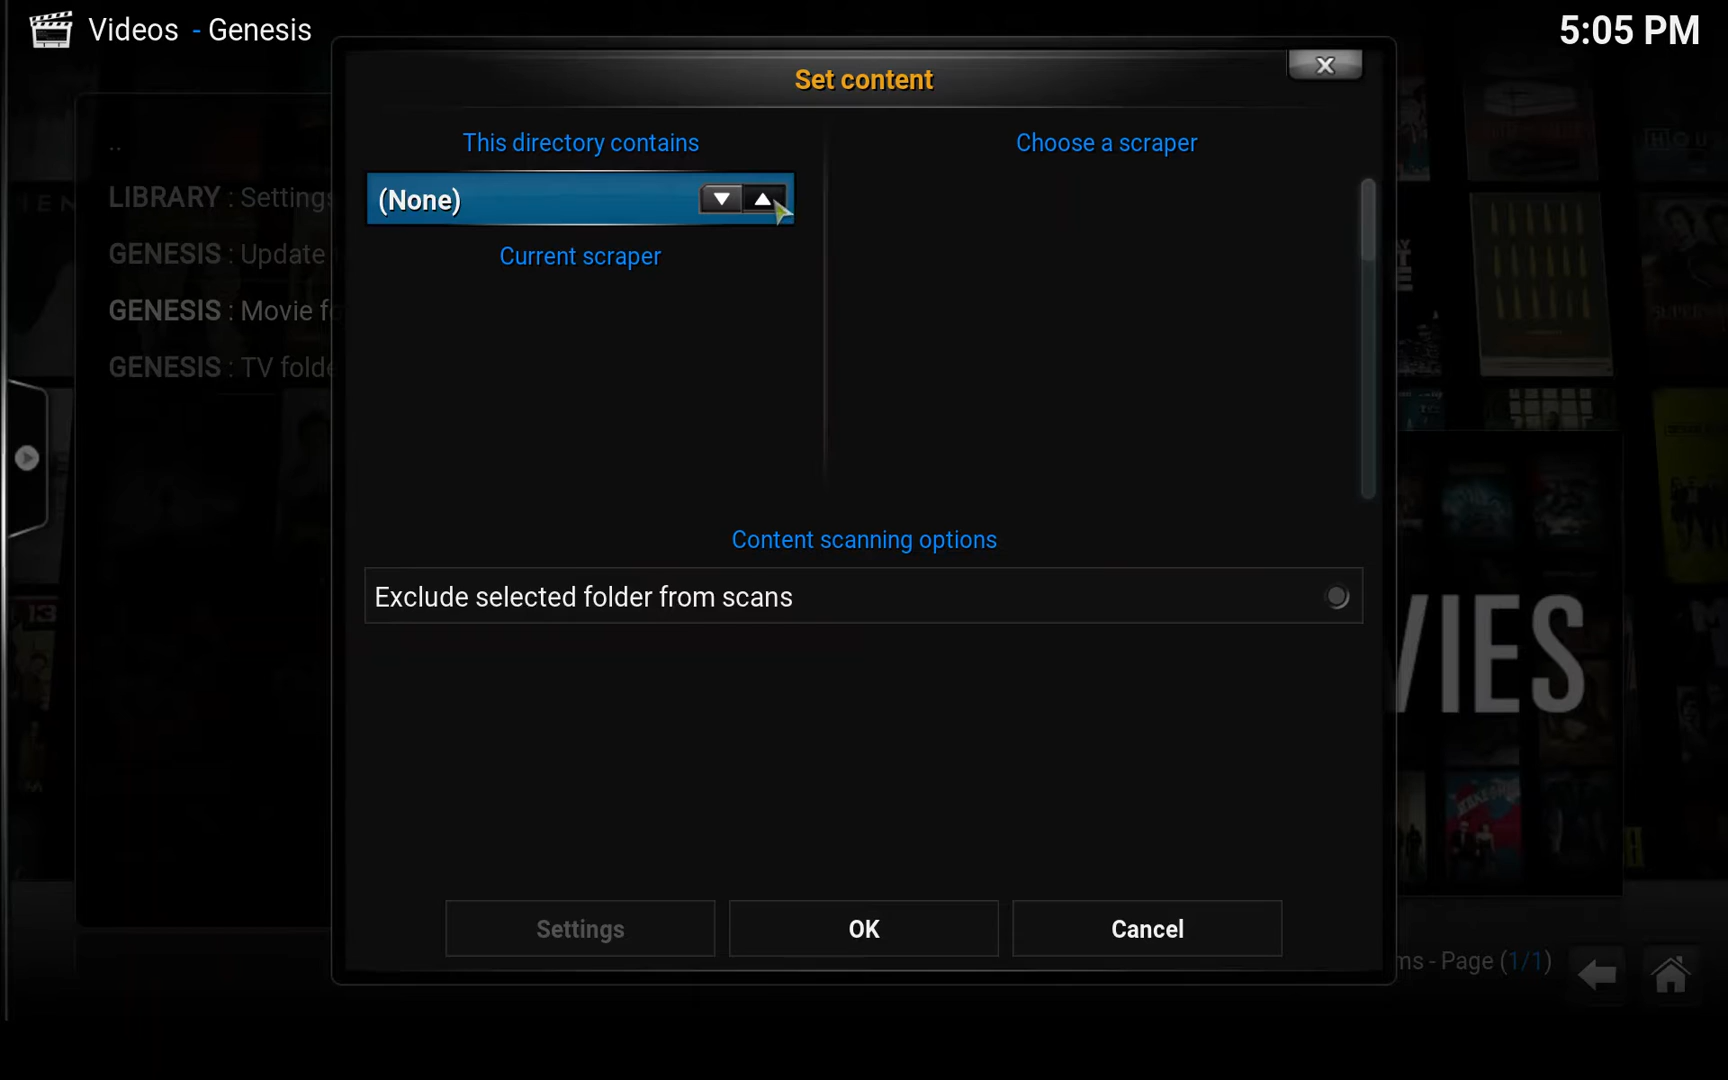 Videos - Genesis
5:05 PM
Set content
This directory contains
Choose a scraper
(None)
Current scraper
..
LIBRARY : Settings
GENESIS : Update
GENESIS : Movie fo
GENESIS : TV folde
Content scanning options
Exclude selected folder from scans
VIES
13
Settings
OK
Cancel
ms - Page (1/1)